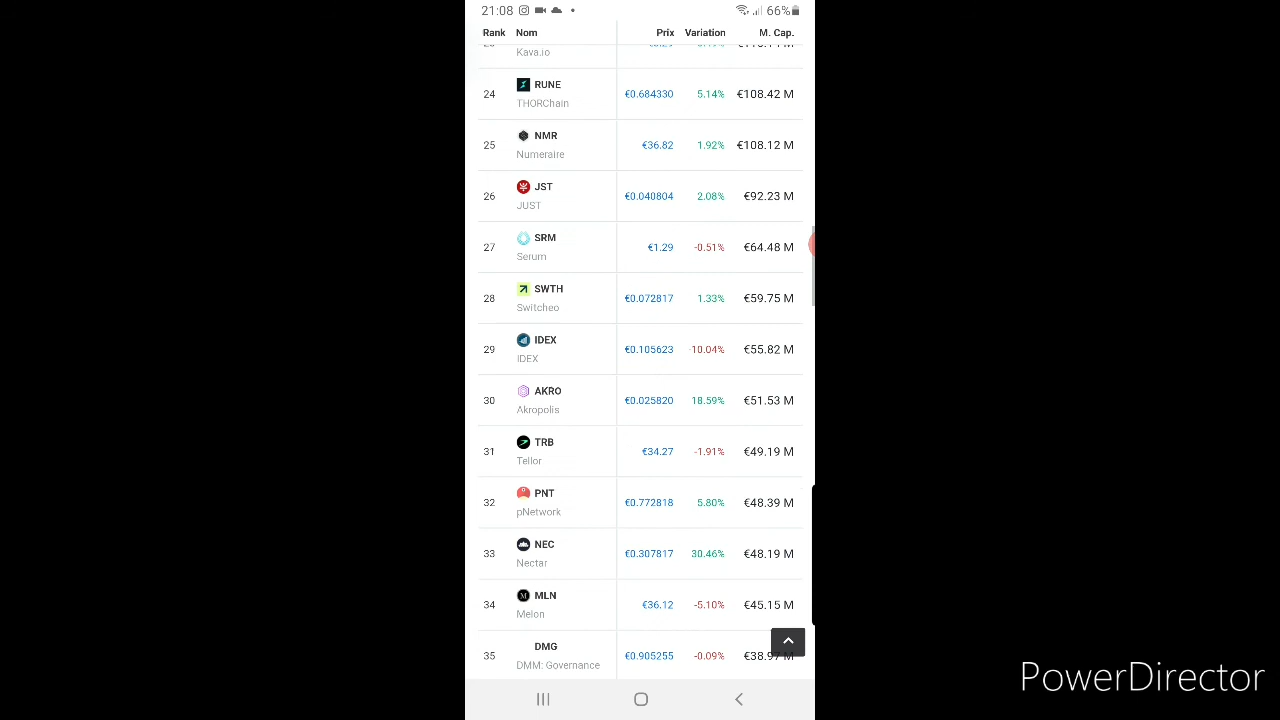 21:08 66%
Rank Nom Prix Variation M. Cap.
Kava.io
24 RUNE €0.684330 5.14% €108.42 M
THORChain
25 NMR €36.82 1.92% €108.12 M
Numeraire
26 JST €0.040804 2.08% €92.23 M
JUST
27 SRM €1.29 -0.51% €64.48 M
Serum
28 SWTH €0.072817 1.33% €59.75 M
Switcheo
29 IDEX €0.105623 -10.04% €55.82 M
IDEX
30 AKRO €0.025820 18.59% €51.53 M
Akropolis
31 TRB €34.27 -1.91% €49.19 M
Tellor
32 PNT €0.772818 5.80% €48.39 M
pNetwork
33 NEC €0.307817 30.46% €48.19 M
Nectar
34 MLN €36.12 -5.10% €45.15 M
Melon
35 DMG €0.905255 -0.09% €38.97 M
DMM: Governance
PowerDirector